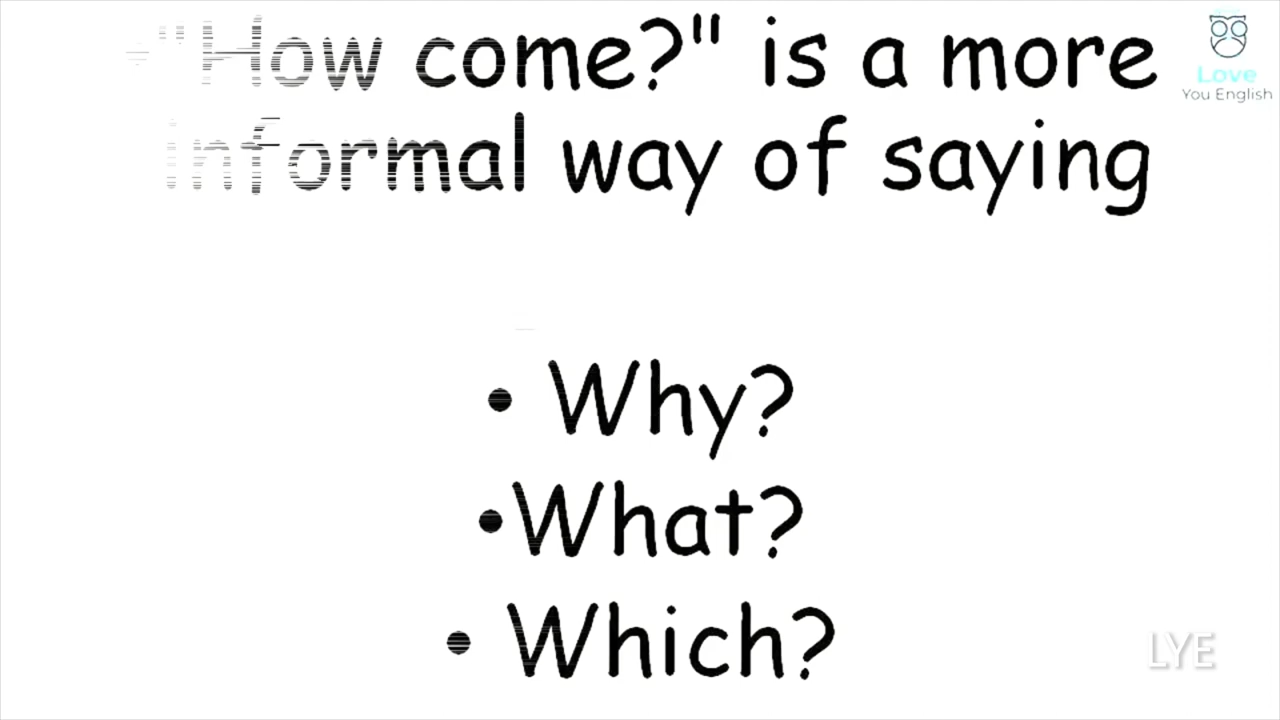 "How come?" is a more
informal way of saying
• Why?
•What?
• Which?
Love
You English
LYE